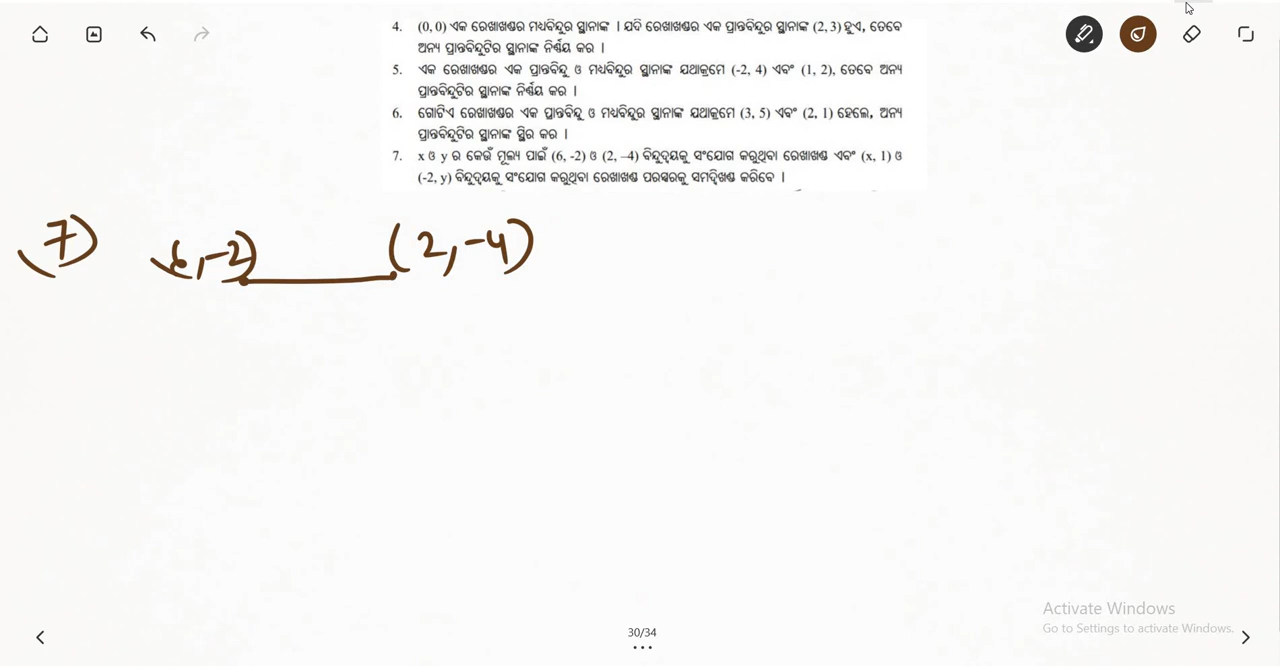 4. (0, 0) ଏକ ରେଖାଖଣ୍ଡର ମଧ୍ୟବିନ୍ଦୁର ସ୍ଥାନାଙ୍କ । ଯଦି ରେଖାଖଣ୍ଡର ଏକ ପ୍ରାନ୍ତବିନ୍ଦୁର ସ୍ଥାନାଙ୍କ (2, 3) ହୁଏ, ତେବେ
ଅନ୍ୟ ପ୍ରାନ୍ତବିନ୍ଦୁଟିର ସ୍ଥାନାଙ୍କ ନିର୍ଣ୍ଣୟ କର ।
5. ଏକ ରେଖାଖଣ୍ଡର ଏକ ପ୍ରାନ୍ତବିନ୍ଦୁ ଓ ମଧ୍ୟବିନ୍ଦୁର ସ୍ଥାନାଙ୍କ ଯଥାକ୍ରମେ (-2, 4) ଏବଂ (1, 2), ତେବେ ଅନ୍ୟ
ପ୍ରାନ୍ତବିନ୍ଦୁଟିର ସ୍ଥାନାଙ୍କ ନିର୍ଣ୍ଣୟ କର ।
6. ଗୋଟିଏ ରେଖାଖଣ୍ଡର ଏକ ପ୍ରାନ୍ତବିନ୍ଦୁ ଓ ମଧ୍ୟବିନ୍ଦୁର ସ୍ଥାନାଙ୍କ ଯଥାକ୍ରମେ (3, 5) ଏବଂ (2, 1) ହେଲେ, ଅନ୍ୟ
ପ୍ରାନ୍ତବିନ୍ଦୁଟିର ସ୍ଥାନାଙ୍କ ସ୍ଥିର କର ।
7. x ଓ y ର କେଉଁ ମୂଲ୍ୟ ପାଇଁ (6, -2) ଓ (2, –4) ବିନ୍ଦୁଦ୍ୱୟକୁ ସଂଯୋଗ କରୁଥିବା ରେଖାଖଣ୍ଡ ଏବଂ (x, 1) ଓ
(-2, y) ବିନ୍ଦୁଦ୍ୱୟକୁ ସଂଯୋଗ କରୁଥିବା ରେଖାଖଣ୍ଡ ପରସ୍ପରକୁ ସମଦ୍ୱିଖଣ୍ଡ କରିବେ ।
(7) (6, -2) (2, -4)
Activate Windows
Go to Settings to activate Windows.
30/34